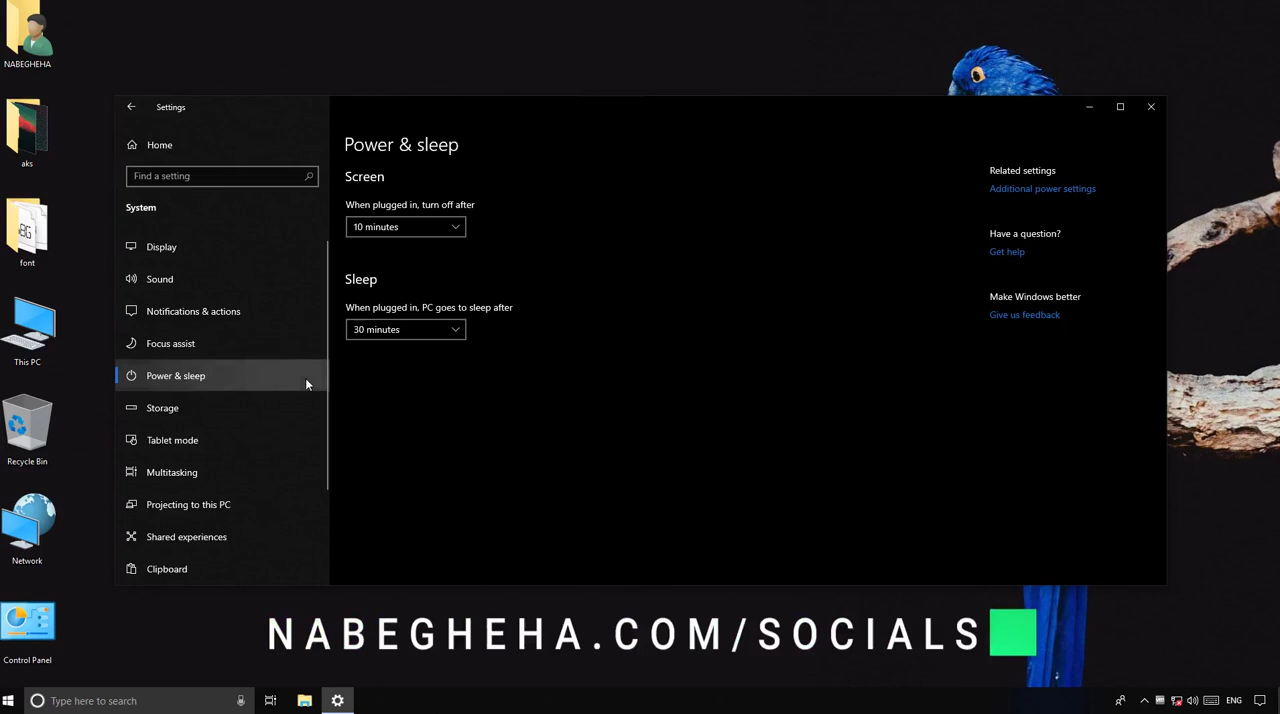 NABEGHEHA
aks
font
This PC
Recycle Bin
Network
Control Panel
Settings
Home
Find a setting
System
Display
Sound
Notifications & actions
Focus assist
Power & sleep
Storage
Tablet mode
Multitasking
Projecting to this PC
Shared experiences
Clipboard
Power & sleep
Screen
When plugged in, turn off after
10 minutes
Sleep
When plugged in, PC goes to sleep after
30 minutes
Related settings
Additional power settings
Have a question?
Get help
Make Windows better
Give us feedback
NABEGHEHA.COM/SOCIALS
Type here to search
ENG